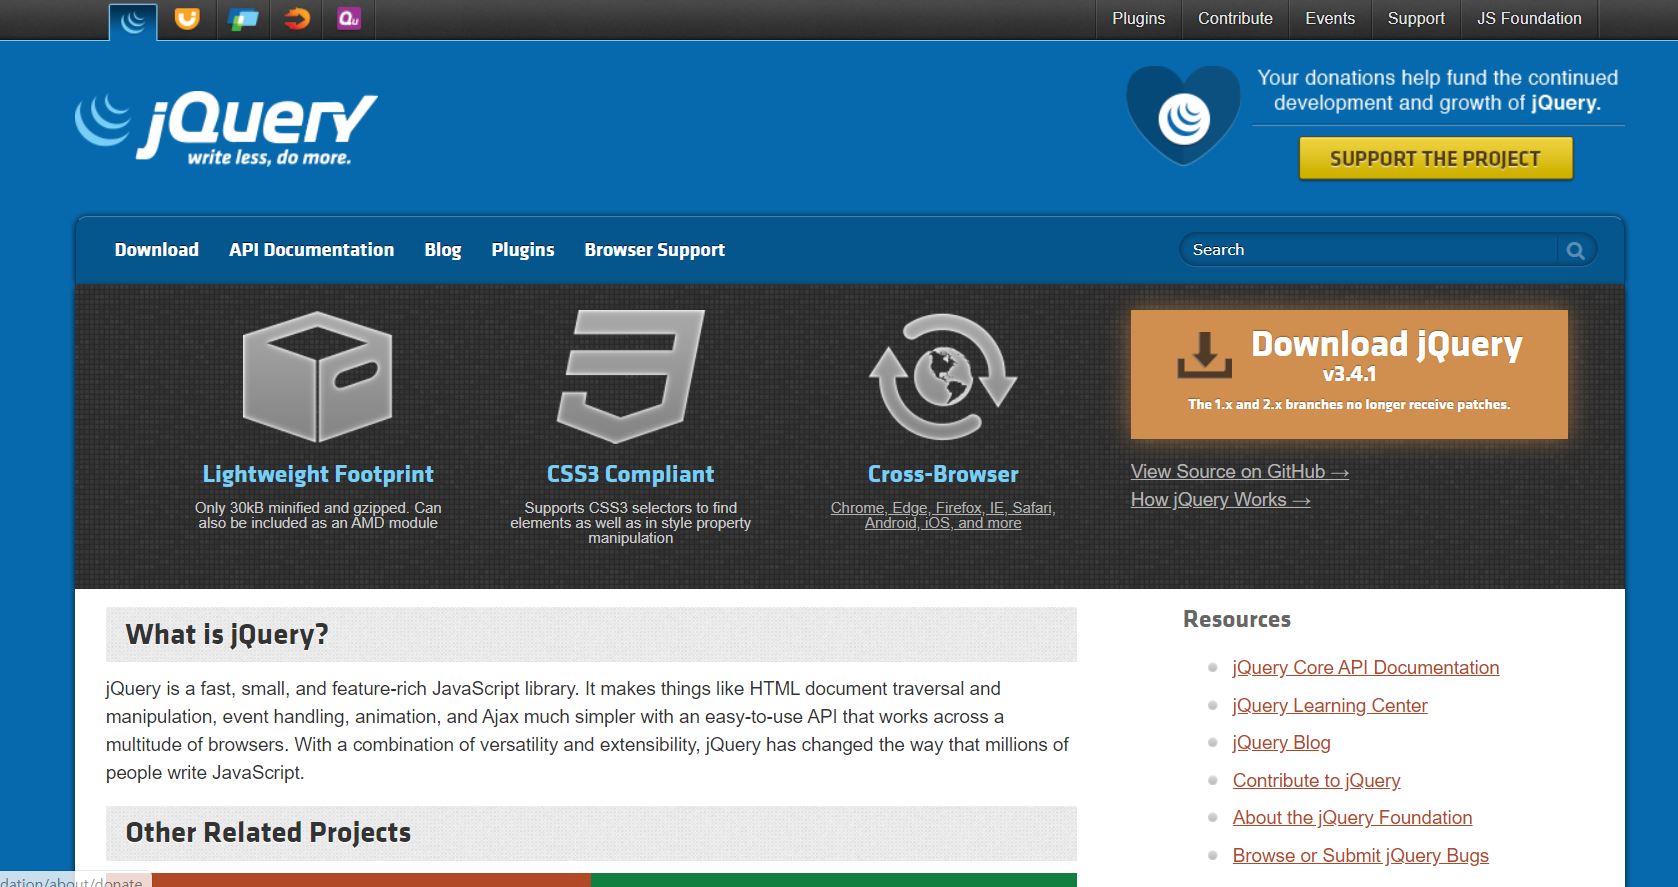 Qu
Plugins
Contribute
Events
Support
JS Foundation
jQuery
write less, do more.
Your donations help fund the continued
development and growth of jQuery.
SUPPORT THE PROJECT
Download
API Documentation
Blog
Plugins
Browser Support
Search
Lightweight Footprint
Only 30kB minified and gzipped. Can
also be included as an AMD module
CSS3 Compliant
Supports CSS3 selectors to find
elements as well as in style property
manipulation
Cross-Browser
Chrome, Edge, Firefox, IE, Safari,
Android, iOS, and more
Download jQuery
v3.4.1
The 1.x and 2.x branches no longer receive patches.
View Source on GitHub →
How jQuery Works →
What is jQuery?
jQuery is a fast, small, and feature-rich JavaScript library. It makes things like HTML document traversal and
manipulation, event handling, animation, and Ajax much simpler with an easy-to-use API that works across a
multitude of browsers. With a combination of versatility and extensibility, jQuery has changed the way that millions of
people write JavaScript.
Other Related Projects
Resources
jQuery Core API Documentation
jQuery Learning Center
jQuery Blog
Contribute to jQuery
About the jQuery Foundation
Browse or Submit jQuery Bugs
dation/about/donate